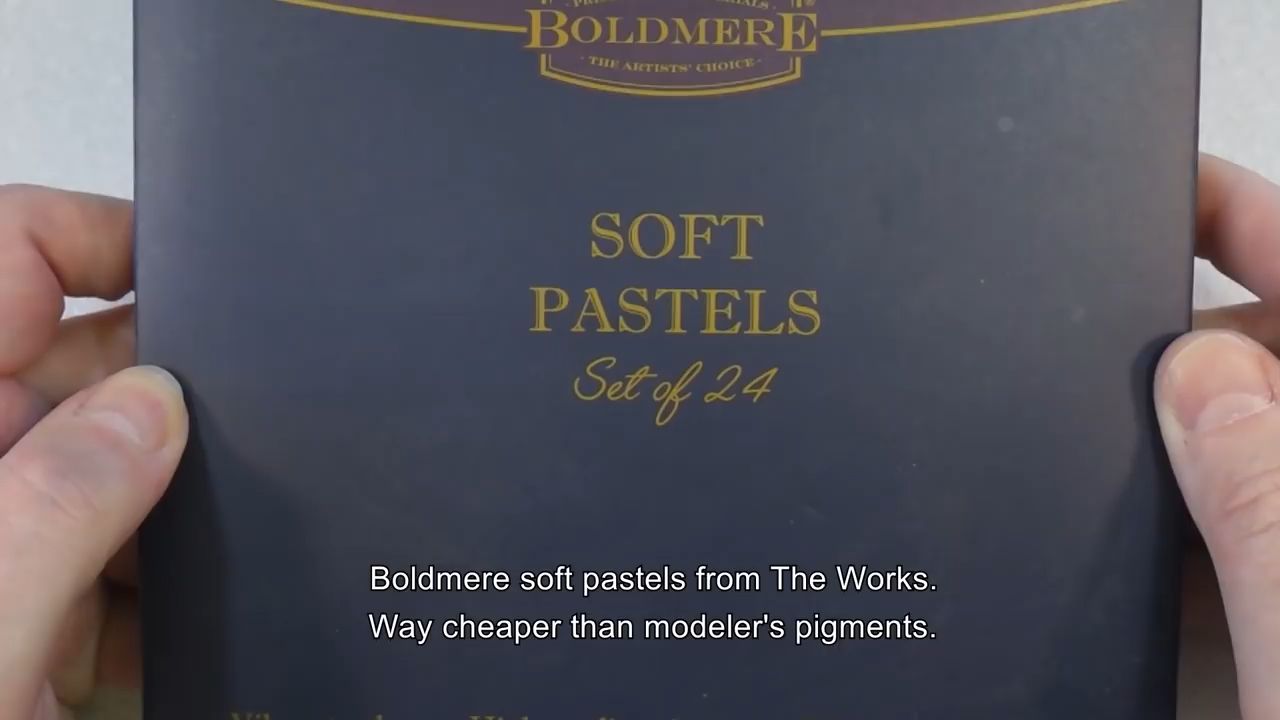 BOLDMERE
· THE ARTISTS' CHOICE ·
SOFT
PASTELS
Set of 24
Boldmere soft pastels from The Works.
Way cheaper than modeler's pigments.